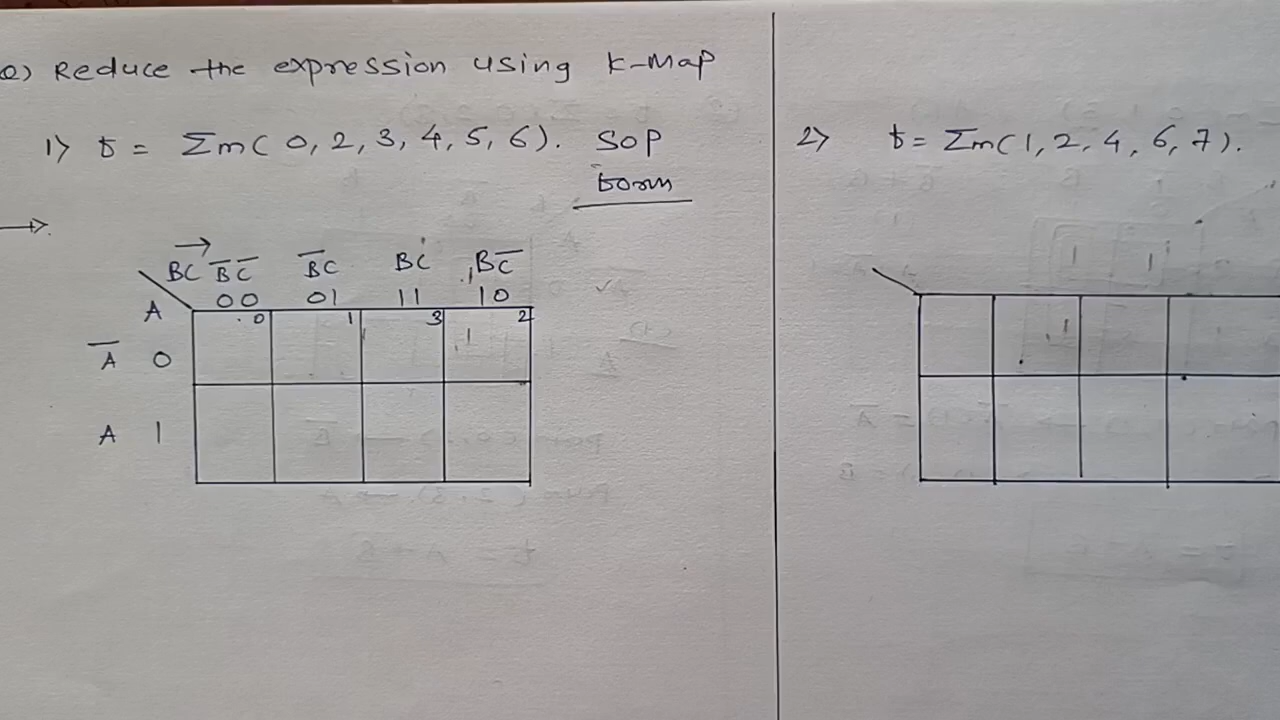 Q) Reduce the expression using K-Map
1) f = Σm( 0, 2, 3, 4, 5, 6). SOP
form
→
BC B̅C̅ B̅C BC BC̅
00 01 11 10
A
0 1 3 2
A̅ 0
A 1
2) f = Σm(1, 2, 4, 6, 7).